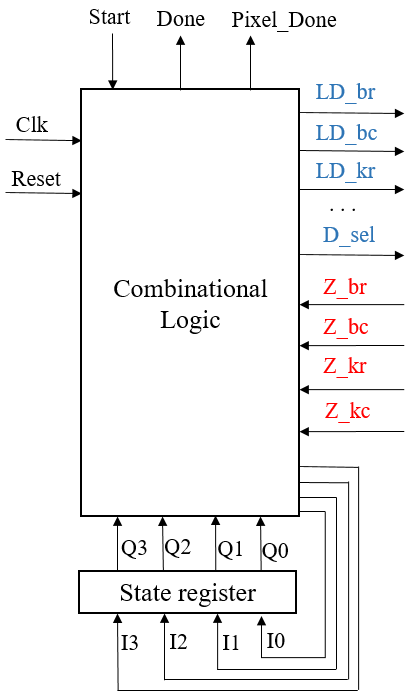 Start Done Pixel_Done
LD_br
Clk
LD_bc
Reset
LD_kr
. . .
D_sel
Combinational
Logic
Z_br
Z_bc
Z_kr
Z_kc
Q3 Q2 Q1 Q0
State register
I3 I2 I1 I0